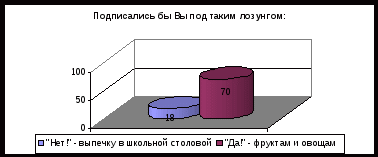 Подписались бы Вы под таким лозунгом:
100
50
0
18
70
"Нет!" - выпечку в школьной столовой "Да!" - фруктам и овощам